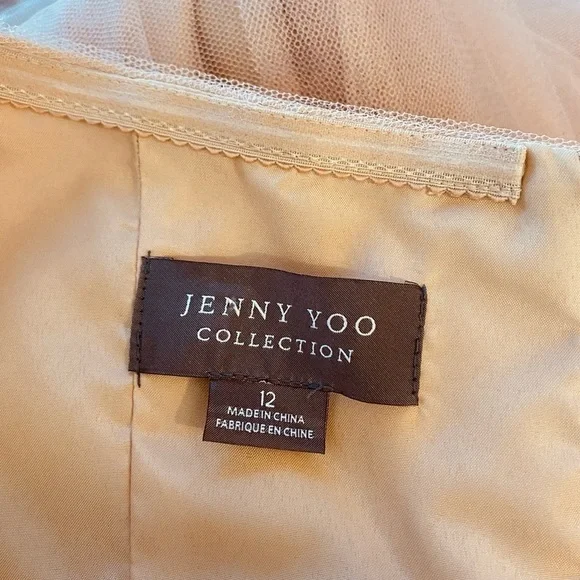 JENNY YOO
COLLECTION
12
MADE IN CHINA
FABRIQUE EN CHINE